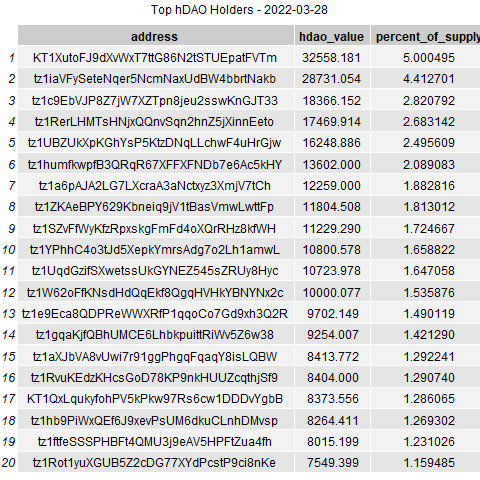 Top hDAO Holders - 2022-03-28
address hdao_value percent_of_supply
1 KT1XutoFJ9dXvWxT7ttG86N2tSTUEpatFVTm 32558.181 5.000495
2 tz1iaVFySeteNqer5NcmNaxUdBW4bbrtNakb 28731.054 4.412701
3 tz1c9EbVJP8Z7jW7XZTpn8jeu2sswKnGJT33 18366.152 2.820792
4 tz1RerLHMTsHNjxQQnvSqn2hnZ5jXinnEeto 17469.914 2.683142
5 tz1UBZUkXpKGhYsP5KtzDNqLLchwF4uHrGjw 16248.886 2.495609
6 tz1humfkwpfB3QRqR67XFFXFNDb7e6Ac5kHY 13602.000 2.089083
7 tz1a6pAJA2LG7LXcraA3aNctxyz3XmjV7tCh 12259.000 1.882816
8 tz1ZKAeBPY629Kbneiq9jV1tBasVmwLwttFp 11804.508 1.813012
9 tz1SZvFfWyKfzRpxskgFmFd4oXQrRHz8kfWH 11229.290 1.724667
10 tz1YPhhC4o3tJd5XepkYmrsAdg7o2Lh1amwL 10800.578 1.658822
11 tz1UqdGzifSXwetssUkGYNEZ545sZRUy8Hyc 10723.978 1.647058
12 tz1W62oFfKNsdHdQqEkf8QgqHVHkYBNYNx2c 10000.077 1.535876
13 tz1e9Eca8QDPReWWXRfP1qqoCo7Gd9xh3Q2R 9702.149 1.490119
14 tz1gqaKjfQBhUMCE6LhbkpuittRiWv5Z6w38 9254.007 1.421290
15 tz1aXJbVA8vUwi7r91ggPhgqFqaqY8isLQBW 8413.772 1.292241
16 tz1RvuKEdzKHcsGoD78KP9nkHUUZcqthjSf9 8404.000 1.290740
17 KT1QxLqukyfohPV5kPkw97Rs6cw1DDDvYgbB 8373.556 1.286065
18 tz1hb9PiWxQEf6J9xevPsUM6dkuCLnhDMvsp 8264.411 1.269302
19 tz1ftfeSSSPHBFt4QMU3j9eAV5HPFtZua4fh 8015.199 1.231026
20 tz1Rot1yuXGUB5Z2cDG77XYdPcstP9ci8nKe 7549.399 1.159485